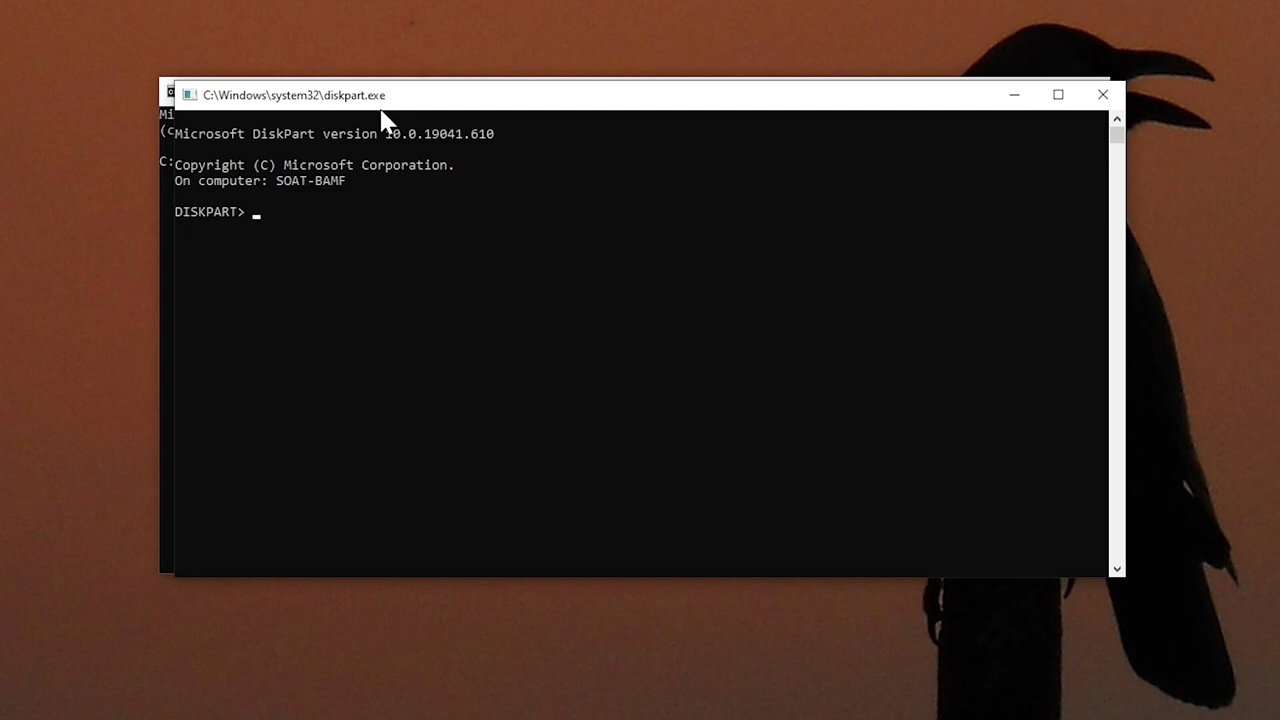 C:\Windows\system32\diskpart.exe
Mi
(c
C:
Microsoft DiskPart version 10.0.19041.610
Copyright (C) Microsoft Corporation.
On computer: SOAT-BAMF
DISKPART>